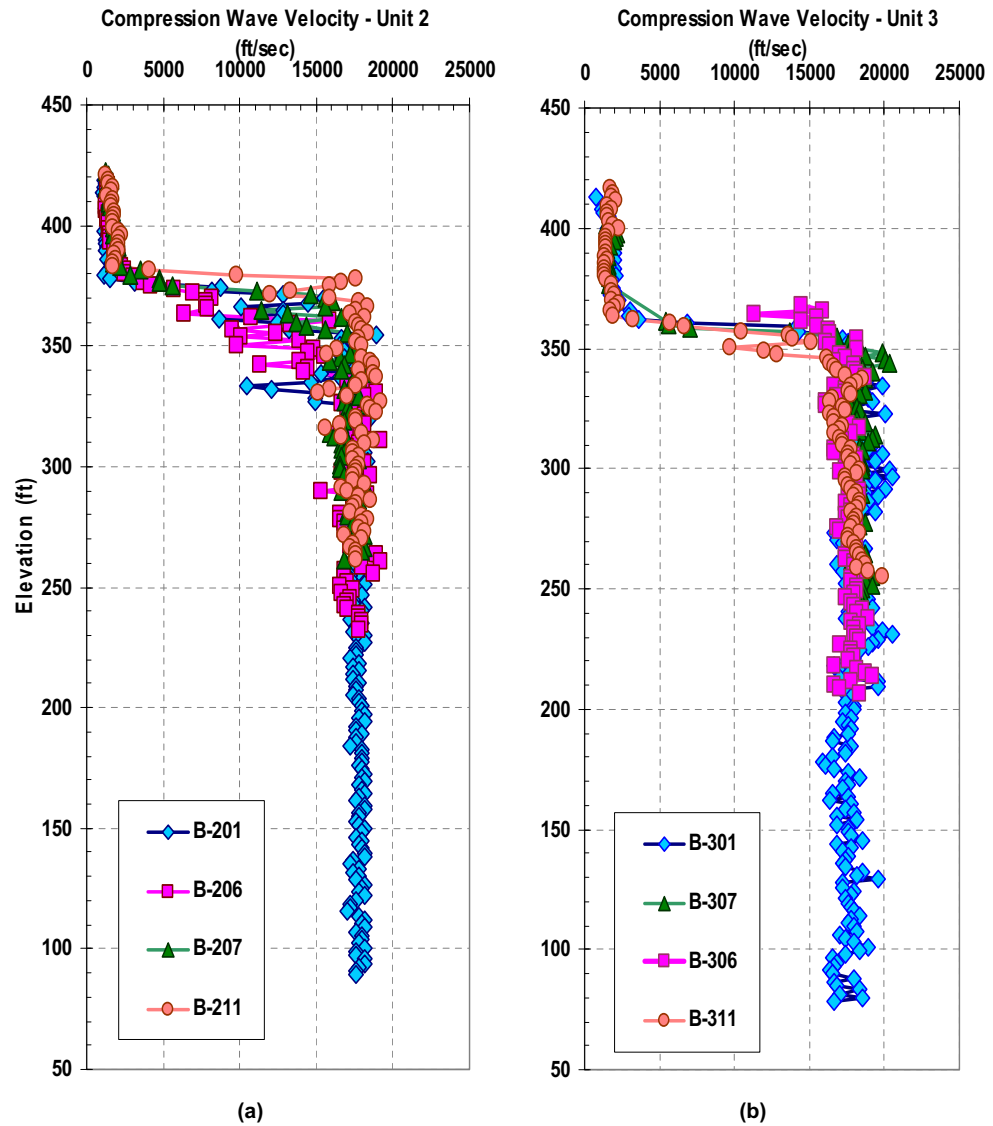 Compression Wave Velocity - Unit 2
(ft/sec)
0 5000 10000 15000 20000 25000
450
400
350
300
250
200
150
100
50
Elevation (ft)
B-201
B-206
B-207
B-211
(a)
Compression Wave Velocity - Unit 3
(ft/sec)
0 5000 10000 15000 20000 25000
450
400
350
300
250
200
150
100
50
B-301
B-307
B-306
B-311
(b)